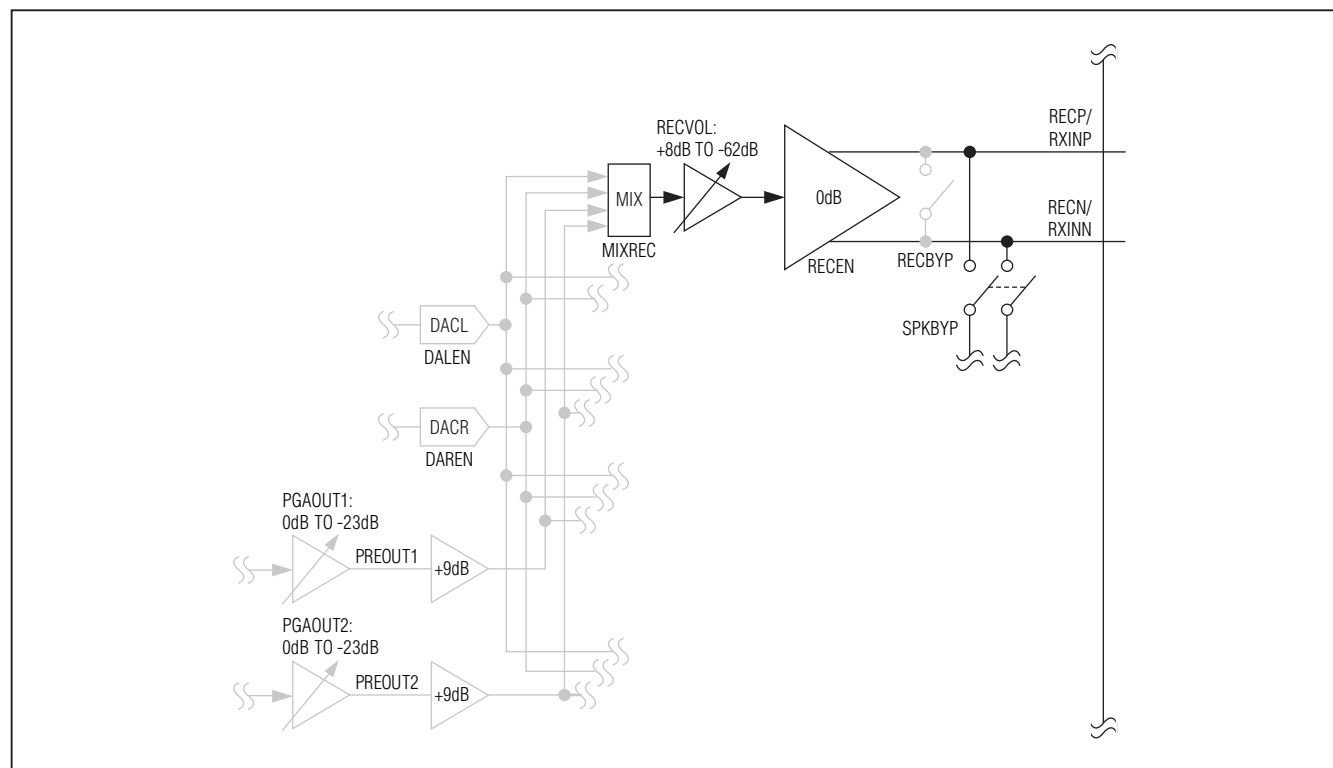 RECVOL:
+8dB TO -62dB
RECP/
RXINP
MIX
0dB
RECN/
RXINN
MIXREC
RECEN
RECBYP
SPKBYP
DACL
DALEN
DACR
DAREN
PGAOUT1:
0dB TO -23dB
PREOUT1
+9dB
PGAOUT2:
0dB TO -23dB
PREOUT2
+9dB